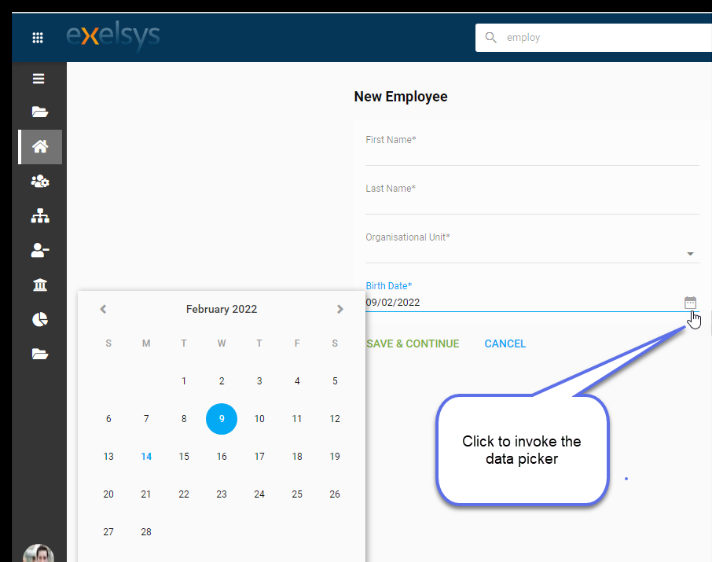 exelsys
employ
New Employee
First Name*
Last Name*
Organisational Unit*
Birth Date*
09/02/2022
SAVE & CONTINUE CANCEL
February 2022
S M T W T F S
1 2 3 4 5
6 7 8 9 10 11 12
13 14 15 16 17 18 19
20 21 22 23 24 25 26
27 28
Click to invoke the
data picker